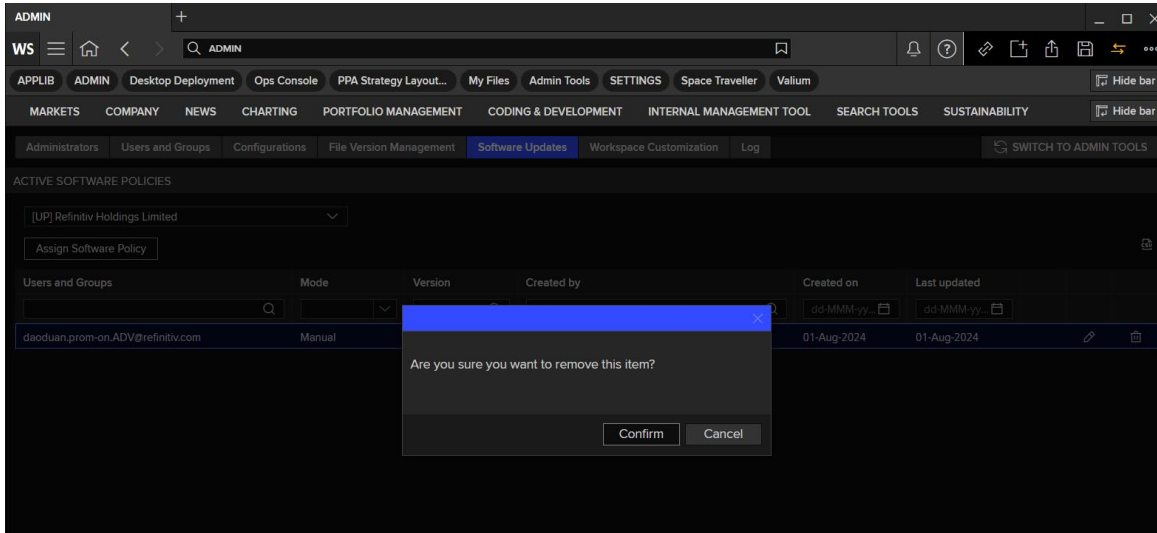 ADMIN
WS ADMIN
APPLIB ADMIN Desktop Deployment Ops Console PPA Strategy Layout... My Files Admin Tools SETTINGS Space Traveller Valium Hide bar
MARKETS COMPANY NEWS CHARTING PORTFOLIO MANAGEMENT CODING & DEVELOPMENT INTERNAL MANAGEMENT TOOL SEARCH TOOLS SUSTAINABILITY Hide bar
Administrators Users and Groups Configurations File Version Management Software Updates Workspace Customization Log SWITCH TO ADMIN TOOLS
ACTIVE SOFTWARE POLICIES
[UP] Refinitiv Holdings Limited
Assign Software Policy
Users and Groups Mode Version Created by Created on Last updated
dd-MMM-yy... dd-MMM-yy...
daoduan.prom-on.ADV@refinitiv.com Manual 01-Aug-2024 01-Aug-2024
Are you sure you want to remove this item?
Confirm Cancel